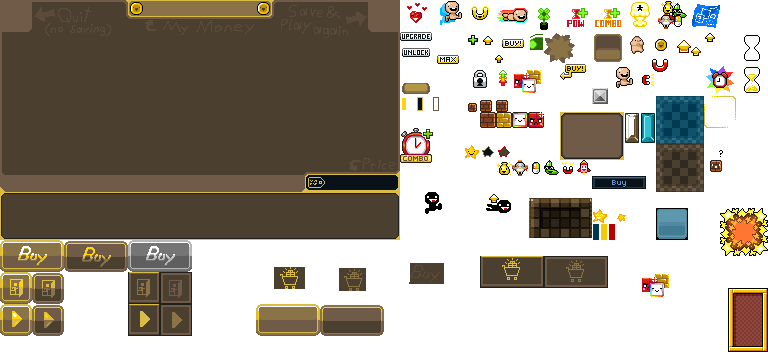 Quit
(no saving)
My Money
Save &
Play again
Price
POW
COMBO
UPGRADE
UNLOCK
BUY!
MAX
BUY!
COMBO
?
Buy
Buy
Buy
Buy
Buy